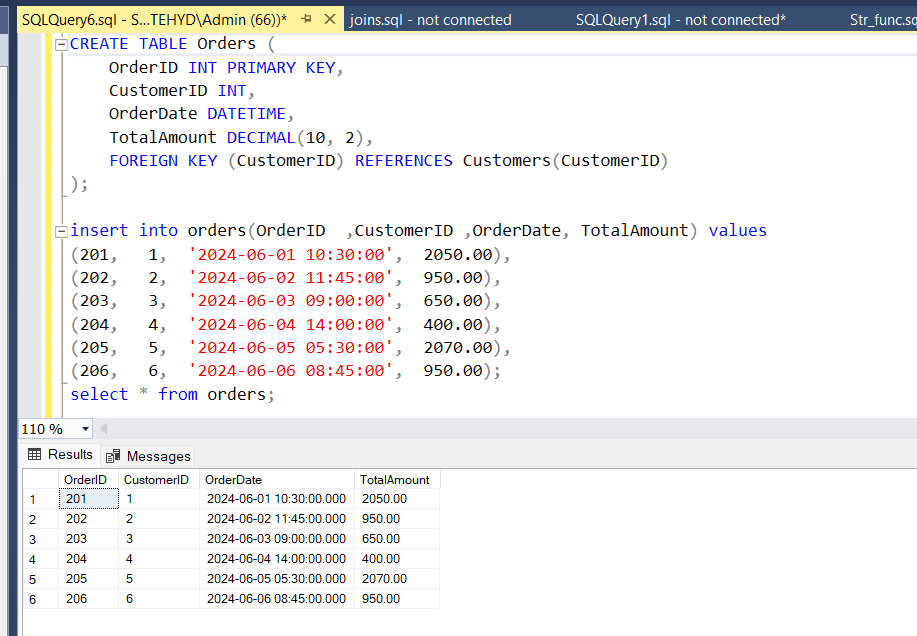 SQLQuery6.sql - S...TEHYD\Admin (66))* joins.sql - not connected SQLQuery1.sql - not connected* Str_func.sq
CREATE TABLE Orders (
OrderID INT PRIMARY KEY,
CustomerID INT,
OrderDate DATETIME,
TotalAmount DECIMAL(10, 2),
FOREIGN KEY (CustomerID) REFERENCES Customers(CustomerID)
);
insert into orders(OrderID ,CustomerID ,OrderDate, TotalAmount) values
(201, 1, '2024-06-01 10:30:00', 2050.00),
(202, 2, '2024-06-02 11:45:00', 950.00),
(203, 3, '2024-06-03 09:00:00', 650.00),
(204, 4, '2024-06-04 14:00:00', 400.00),
(205, 5, '2024-06-05 05:30:00', 2070.00),
(206, 6, '2024-06-06 08:45:00', 950.00);
select * from orders;
110 %
Results Messages
OrderID CustomerID OrderDate TotalAmount
1 201 1 2024-06-01 10:30:00.000 2050.00
2 202 2 2024-06-02 11:45:00.000 950.00
3 203 3 2024-06-03 09:00:00.000 650.00
4 204 4 2024-06-04 14:00:00.000 400.00
5 205 5 2024-06-05 05:30:00.000 2070.00
6 206 6 2024-06-06 08:45:00.000 950.00